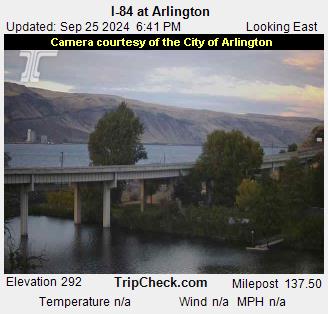 I-84 at Arlington
Updated: Sep 25 2024 6:41 PM Looking East
Camera courtesy of the City of Arlington
Elevation 292 TripCheck.com Milepost 137.50
Temperature n/a Wind n/a MPH n/a